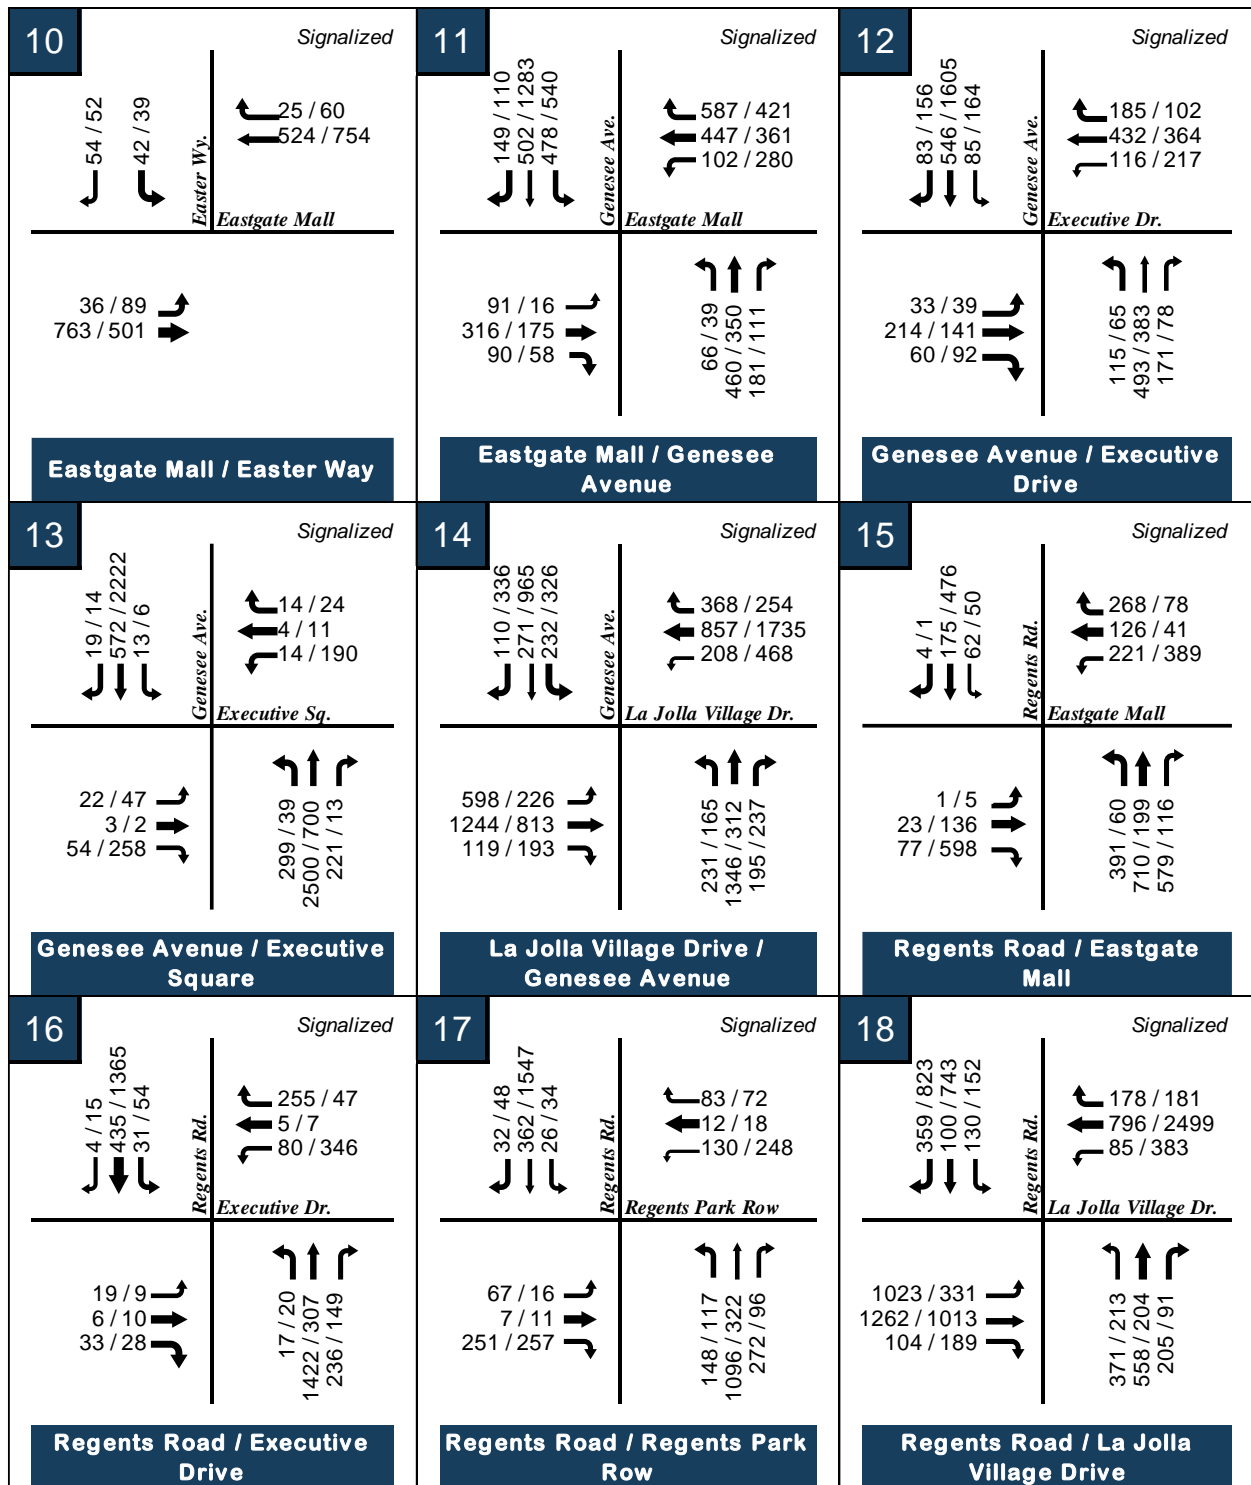 10
Signalized
54 / 52
42 / 39
Easter Wy.
25 / 60
524 / 754
Eastgate Mall
36 / 89
763 / 501
Eastgate Mall / Easter Way
11
Signalized
149 / 110
502 / 1283
478 / 540
Genesee Ave.
587 / 421
447 / 361
102 / 280
Eastgate Mall
91 / 16
316 / 175
90 / 58
66 / 39
460 / 350
181 / 111
Eastgate Mall / Genesee
Avenue
12
Signalized
83 / 156
546 / 1605
85 / 164
Genesee Ave.
185 / 102
432 / 364
116 / 217
Executive Dr.
33 / 39
214 / 141
60 / 92
115 / 65
493 / 383
171 / 78
Genesee Avenue / Executive
Drive
13
Signalized
19 / 14
572 / 2222
13 / 6
Genesee Ave.
14 / 24
4 / 11
14 / 190
Executive Sq.
22 / 47
3 / 2
54 / 258
299 / 39
2500 / 700
221 / 13
Genesee Avenue / Executive
Square
14
Signalized
110 / 336
271 / 965
232 / 326
Genesee Ave.
368 / 254
857 / 1735
208 / 468
La Jolla Village Dr.
598 / 226
1244 / 813
119 / 193
231 / 165
1346 / 312
195 / 237
La Jolla Village Drive /
Genesee Avenue
15
Signalized
4 / 1
175 / 476
62 / 50
Regents Rd.
268 / 78
126 / 41
221 / 389
Eastgate Mall
1 / 5
23 / 136
77 / 598
391 / 60
710 / 199
579 / 116
Regents Road / Eastgate
Mall
16
Signalized
4 / 15
435 / 1365
31 / 54
Regents Rd.
255 / 47
5 / 7
80 / 346
Executive Dr.
19 / 9
6 / 10
33 / 28
17 / 20
1422 / 307
236 / 149
Regents Road / Executive
Drive
17
Signalized
32 / 48
362 / 1547
26 / 34
Regents Rd.
83 / 72
12 / 18
130 / 248
Regents Park Row
67 / 16
7 / 11
251 / 257
148 / 117
1096 / 322
272 / 96
Regents Road / Regents Park
Row
18
Signalized
359 / 823
100 / 743
130 / 152
Regents Rd.
178 / 181
796 / 2499
85 / 383
La Jolla Village Dr.
1023 / 331
1262 / 1013
104 / 189
371 / 213
558 / 204
205 / 91
Regents Road / La Jolla
Village Drive